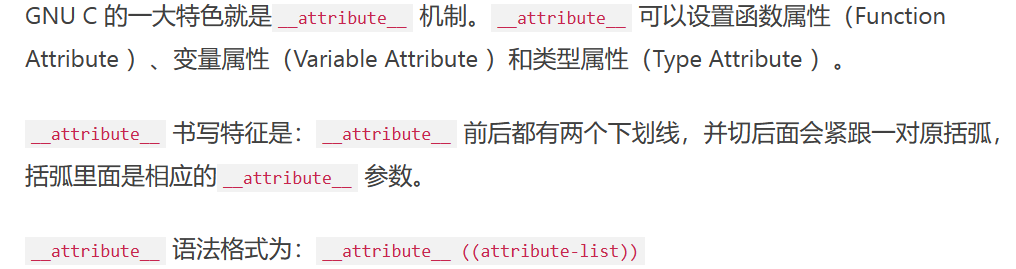 GNU C 的一大特色就是 __attribute__ 机制。 __attribute__ 可以设置函数属性（Function
Attribute ）、变量属性（Variable Attribute ）和类型属性（Type Attribute ）。
__attribute__ 书写特征是： __attribute__ 前后都有两个下划线，并切后面会紧跟一对原括弧，
括弧里面是相应的 __attribute__ 参数。
__attribute__ 语法格式为： __attribute__ ((attribute-list))